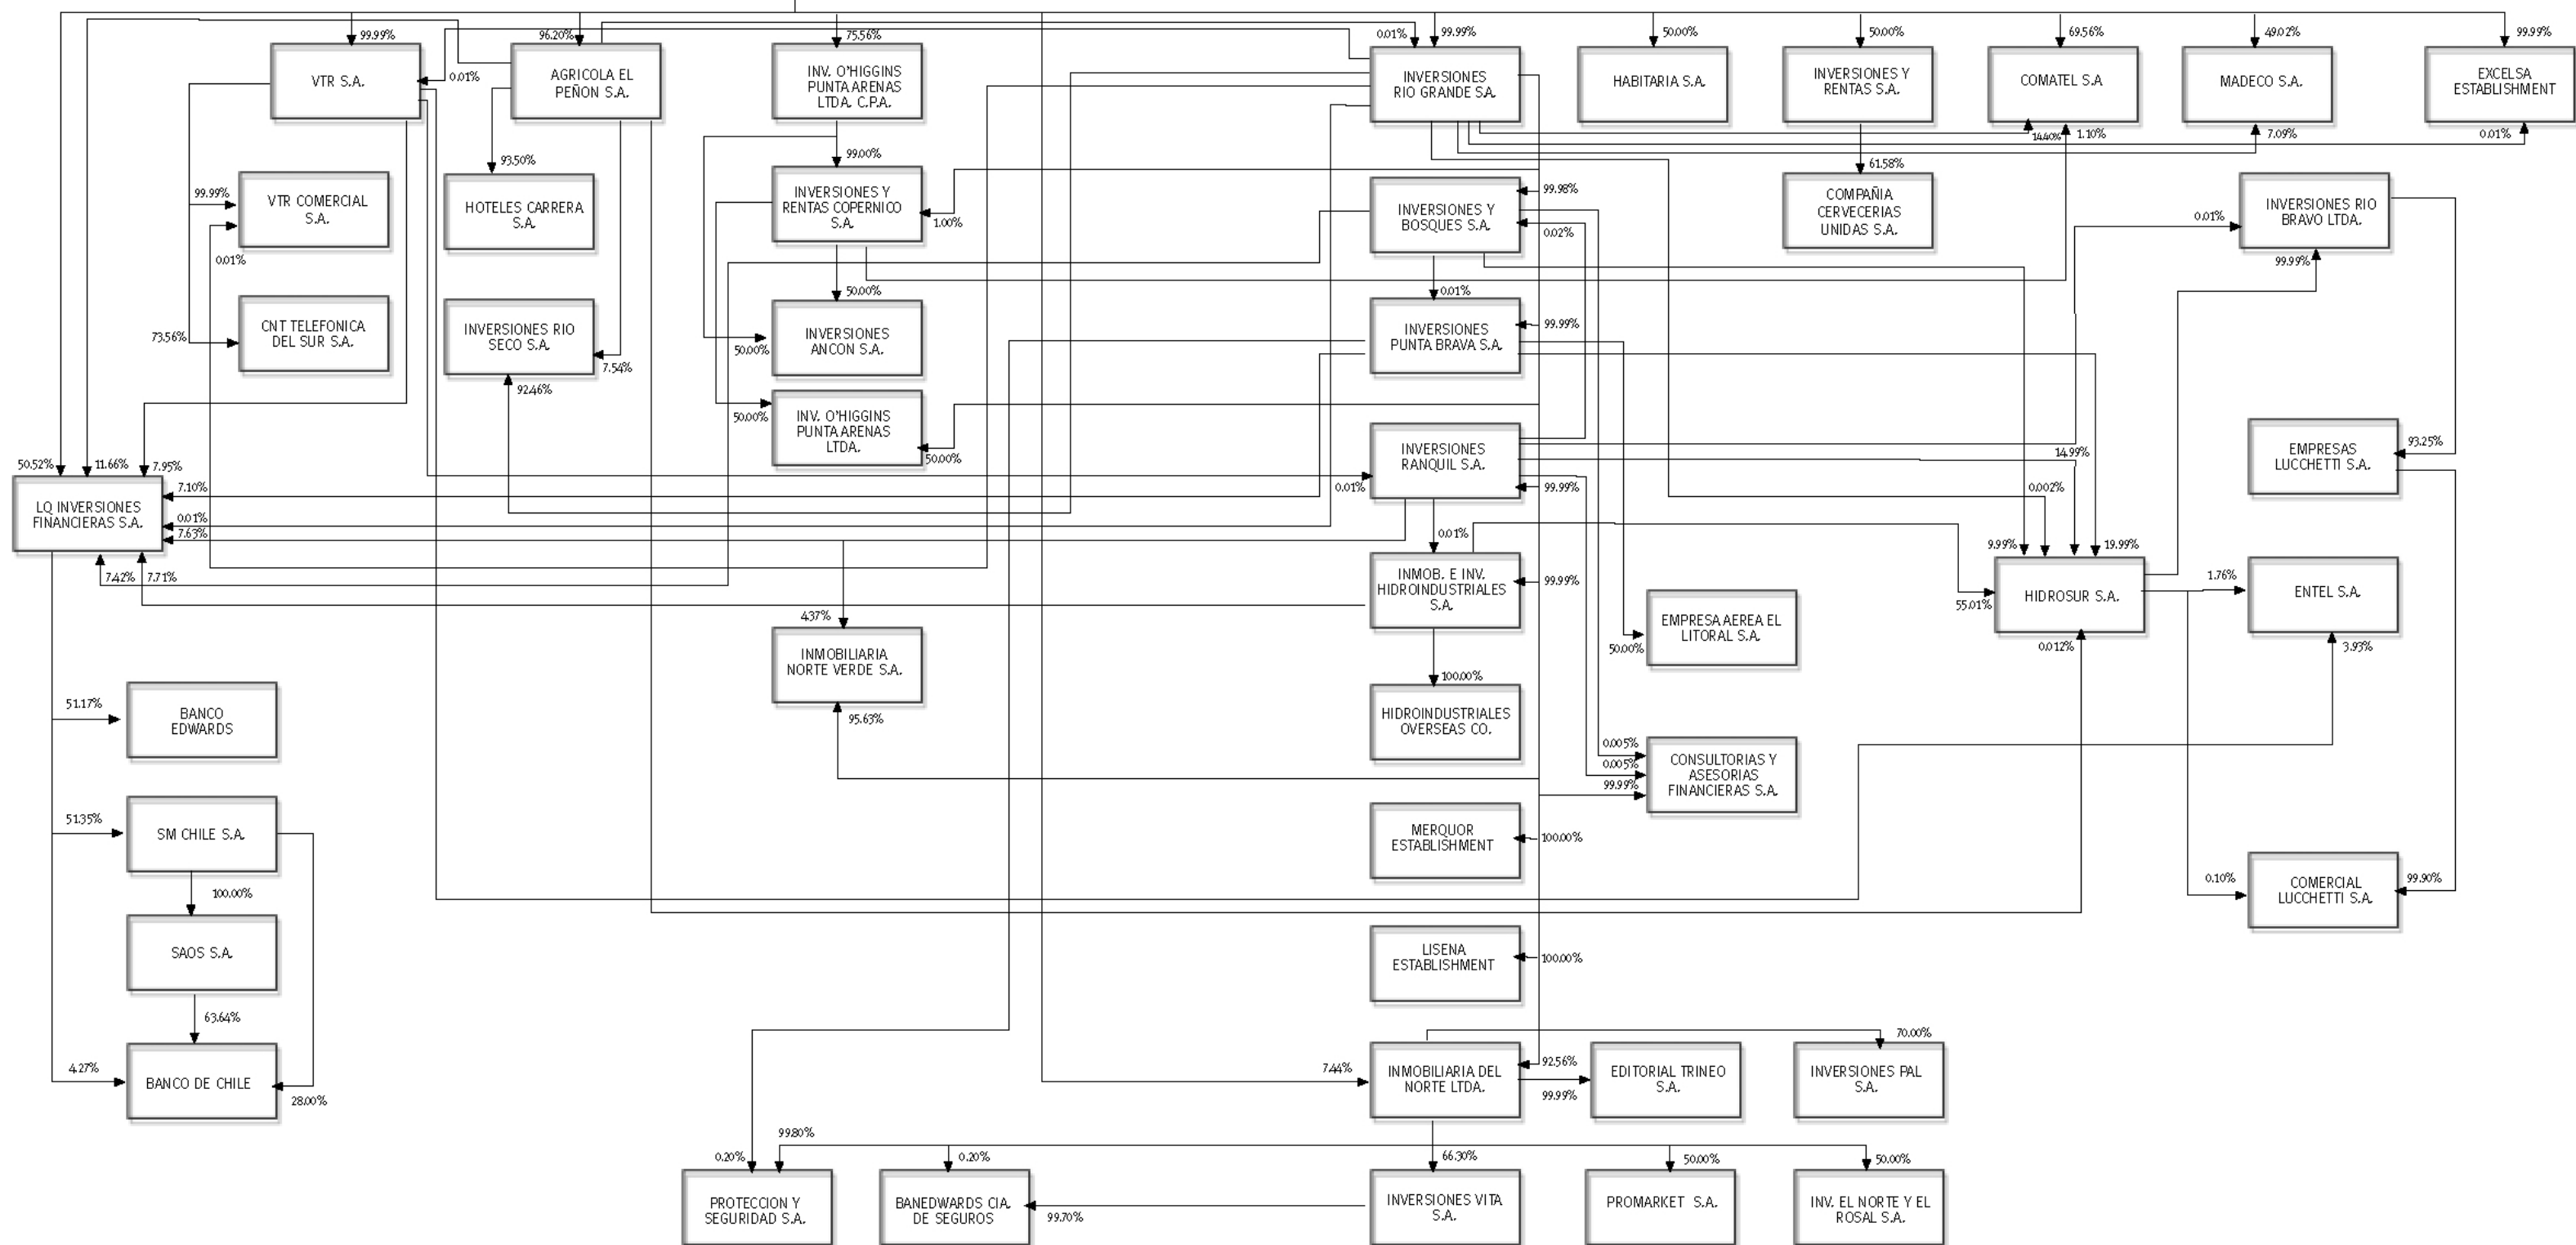 99.99%
96.20%
75.56%
0.01%
99.99%
50.00%
50.00%
69.56%
49.02%
99.99%
VTR S.A.
0.01%
AGRICOLA EL
PEÑON S.A.
INV. O'HIGGINS
PUNTA ARENAS
LTDA. C.P.A.
INVERSIONES
RIO GRANDE S.A.
HABITARIA S.A.
INVERSIONES Y
RENTAS S.A.
COMATEL S.A
MADECO S.A.
EXCELSA
ESTABLISHMENT
14.40%
1.10%
7.09%
0.01%
93.50%
99.00%
61.58%
99.99%
VTR COMERCIAL
S.A.
0.01%
HOTELES CARRERA
S.A.
INVERSIONES Y
RENTAS COPERNICO
S.A.
1.00%
INVERSIONES Y
BOSQUES S.A.
99.98%
0.02%
COMPAÑIA
CERVECERIAS
UNIDAS S.A.
0.01%
INVERSIONES RIO
BRAVO LTDA.
99.99%
50.00%
0.01%
73.56%
CNT TELEFONICA
DEL SUR S.A.
INVERSIONES RIO
SECO S.A.
7.54%
92.46%
50.00%
INVERSIONES
ANCON S.A.
INVERSIONES
PUNTA BRAVA S.A.
99.99%
50.00%
INV. O'HIGGINS
PUNTA ARENAS
LTDA.
50.00%
INVERSIONES
RANQUIL S.A.
0.01%
99.99%
14.99%
0.002%
EMPRESAS
LUCCHETTI S.A.
93.25%
50.52%
11.66%
7.95%
7.10%
LQ INVERSIONES
FINANCIERAS S.A.
0.01%
7.63%
7.42%
7.71%
0.01%
INMOB. E INV.
HIDROINDUSTRIALES
S.A.
99.99%
9.99%
19.99%
55.01%
HIDROSUR S.A.
0.012%
1.76%
ENTEL S.A.
3.93%
4.37%
INMOBILIARIA
NORTE VERDE S.A.
95.63%
EMPRESA AEREA EL
LITORAL S.A.
50.00%
100.00%
HIDROINDUSTRIALES
OVERSEAS CO.
51.17%
BANCO
EDWARDS
0.005%
0.005%
99.99%
CONSULTORIAS Y
ASESORIAS
FINANCIERAS S.A.
51.35%
SM CHILE S.A.
MERQUOR
ESTABLISHMENT
100.00%
100.00%
0.10%
COMERCIAL
LUCCHETTI S.A.
99.90%
SAOS S.A.
LISENA
ESTABLISHMENT
100.00%
63.64%
4.27%
BANCO DE CHILE
28.00%
7.44%
INMOBILIARIA DEL
NORTE LTDA.
92.56%
99.99%
EDITORIAL TRINEO
S.A.
70.00%
INVERSIONES PAL
S.A.
99.80%
0.20%
0.20%
66.30%
50.00%
50.00%
PROTECCION Y
SEGURIDAD S.A.
BANEDWARDS CIA.
DE SEGUROS
99.70%
INVERSIONES VITA
S.A.
PROMARKET S.A.
INV. EL NORTE Y EL
ROSAL S.A.